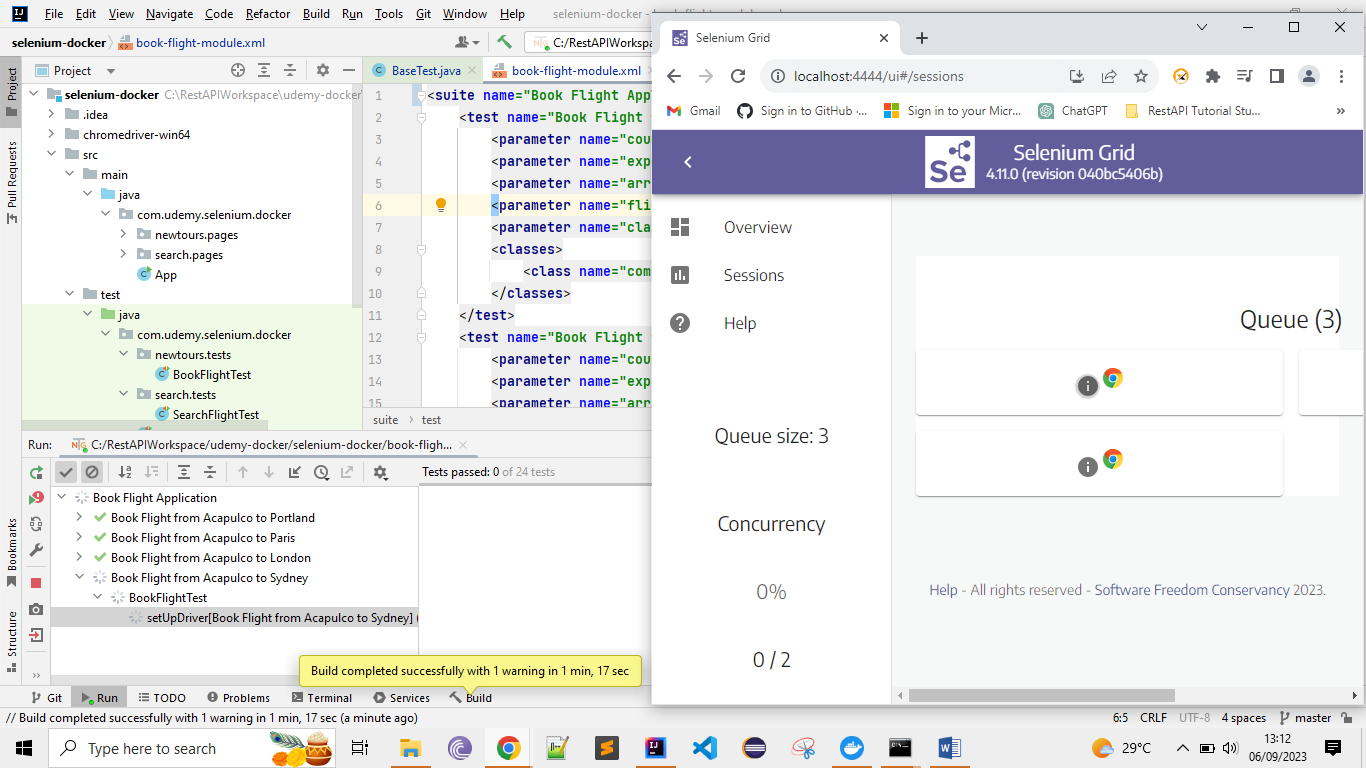 File Edit View Navigate Code Refactor Build Run Tools Git Window Help
selenium-docker
book-flight-module.xml
C:/RestAPIWorkspa
Project
Project
selenium-docker C:\RestAPIWorkspace\udemy-docker
.idea
chromedriver-win64
src
main
java
com.udemy.selenium.docker
newtours.pages
search.pages
App
test
java
com.udemy.selenium.docker
newtours.tests
BookFlightTest
search.tests
SearchFlightTest
Pull Requests
Bookmarks
Structure
BaseTest.java
book-flight-module.xml
1 <suite name="Book Flight App
2 <test name="Book Flight
3 <parameter name="cou
4 <parameter name="exp
5 <parameter name="arr
6 <parameter name="fli
7 <parameter name="cla
8 <classes>
9 <class name="com
10 </classes>
11 </test>
12 <test name="Book Flight
13 <parameter name="cou
14 <parameter name="exp
15 <parameter name="arr
suite test
Run: C:/RestAPIWorkspace/udemy-docker/selenium-docker/book-fligh...
Tests passed: 0 of 24 tests
Book Flight Application
Book Flight from Acapulco to Portland
Book Flight from Acapulco to Paris
Book Flight from Acapulco to London
Book Flight from Acapulco to Sydney
BookFlightTest
setUpDriver[Book Flight from Acapulco to Sydney] (
Build completed successfully with 1 warning in 1 min, 17 sec
Git Run TODO Problems Terminal Services Build
// Build completed successfully with 1 warning in 1 min, 17 sec (a minute ago)
6:5 CRLF UTF-8 4 spaces master
Selenium Grid
localhost:4444/ui#/sessions
Gmail Sign in to GitHub ·... Sign in to your Micr... ChatGPT RestAPI Tutorial Stu...
Se
Selenium Grid
4.11.0 (revision 040bc5406b)
Overview
Sessions
Help
Queue size: 3
Concurrency
0%
0 / 2
Queue (3)
Help - All rights reserved - Software Freedom Conservancy 2023.
Type here to search
29°C
13:12
06/09/2023